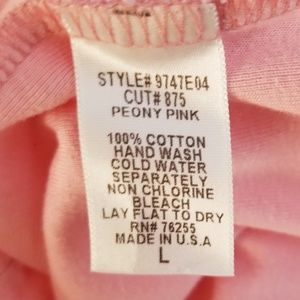 STYLE# 9747E04
CUT# 875
PEONY PINK
100% COTTON
HAND WASH
COLD WATER
SEPARATELY
NON CHLORINE
BLEACH
LAY FLAT TO DRY
RN# 76255
MADE IN U.S.A
L